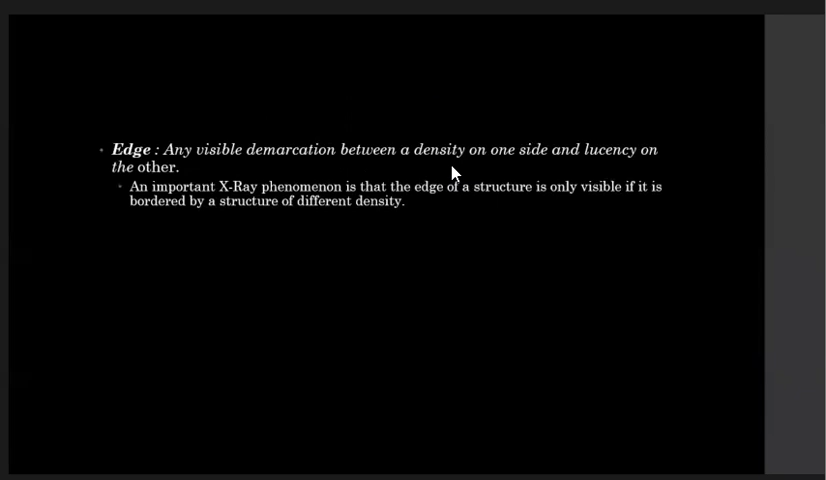 • Edge : Any visible demarcation between a density on one side and lucency on
the other.
• An important X-Ray phenomenon is that the edge of a structure is only visible if it is
bordered by a structure of different density.